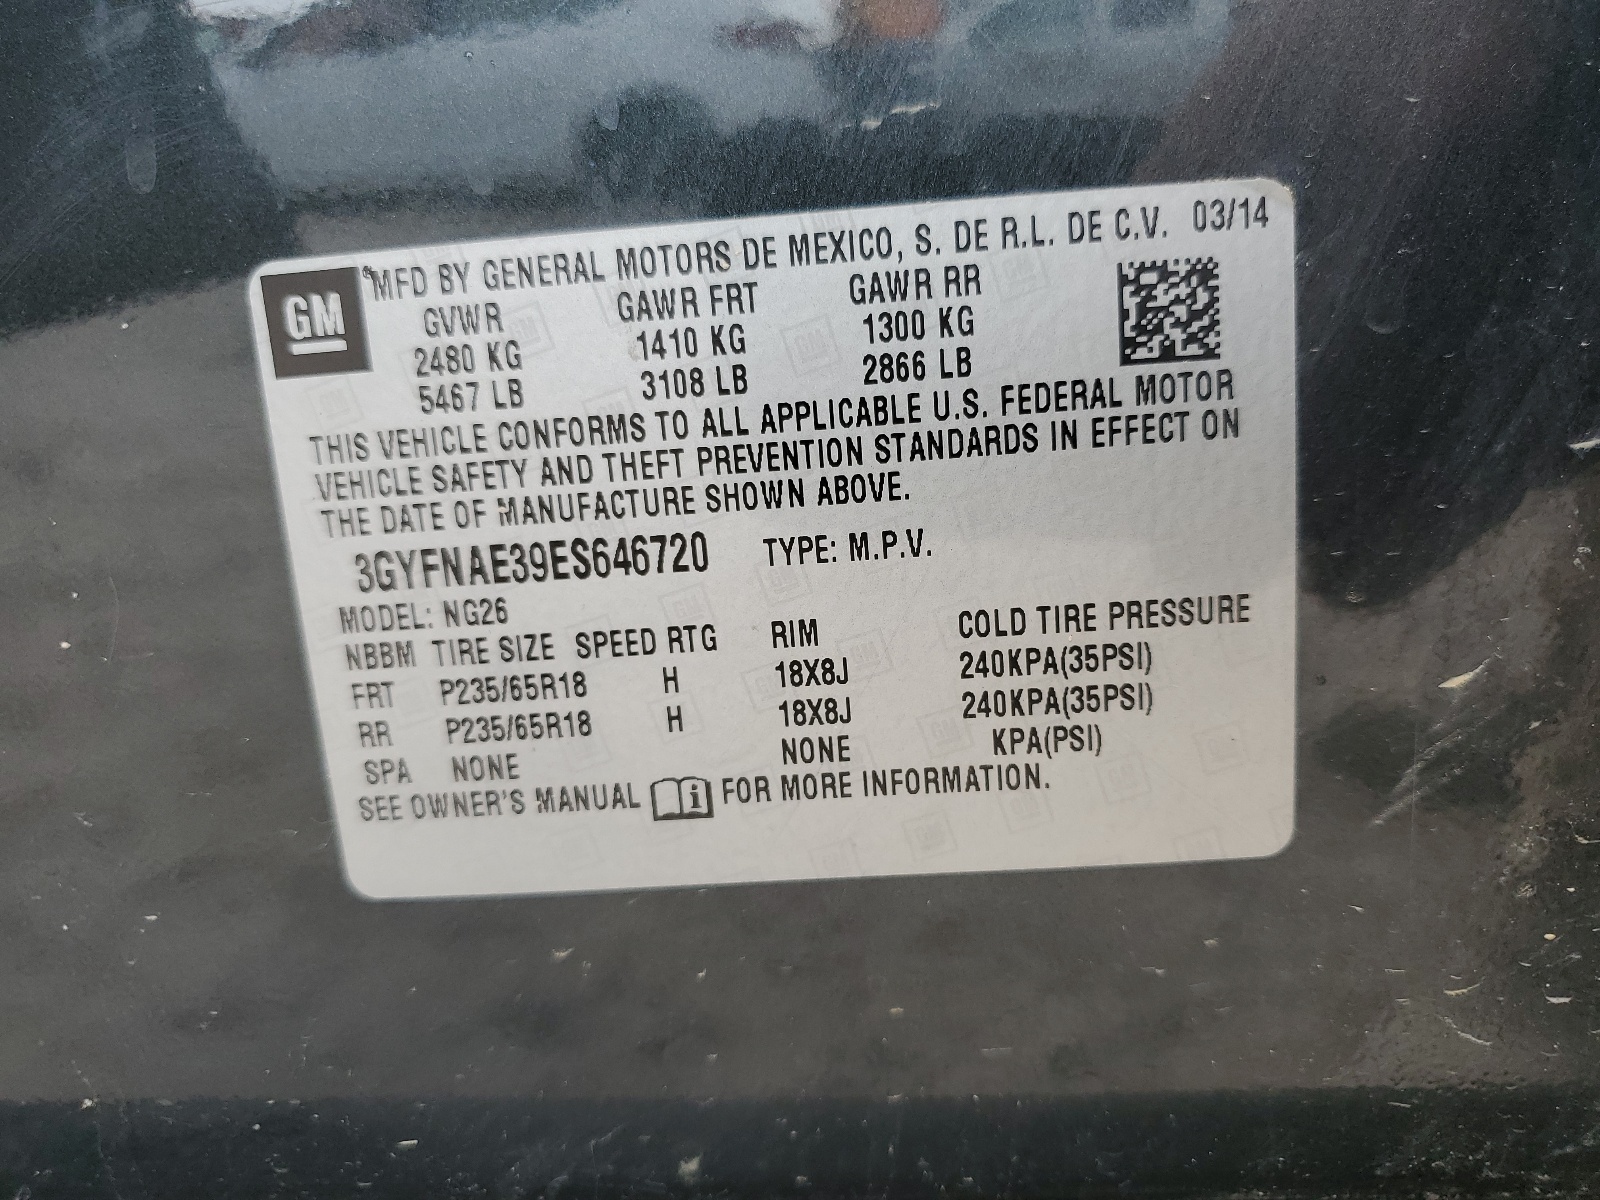 GM
MFD BY GENERAL MOTORS DE MEXICO, S. DE R.L. DE C.V. 03/14
GVWR GAWR FRT GAWR RR
2480 KG 1410 KG 1300 KG
5467 LB 3108 LB 2866 LB
THIS VEHICLE CONFORMS TO ALL APPLICABLE U.S. FEDERAL MOTOR
VEHICLE SAFETY AND THEFT PREVENTION STANDARDS IN EFFECT ON
THE DATE OF MANUFACTURE SHOWN ABOVE.
3GYFNAE39ES646720 TYPE: M.P.V.
MODEL: NG26
NBBM TIRE SIZE SPEED RTG RIM COLD TIRE PRESSURE
FRT P235/65R18 H 18X8J 240KPA(35PSI)
RR P235/65R18 H 18X8J 240KPA(35PSI)
SPA NONE NONE KPA(PSI)
SEE OWNER'S MANUAL i FOR MORE INFORMATION.